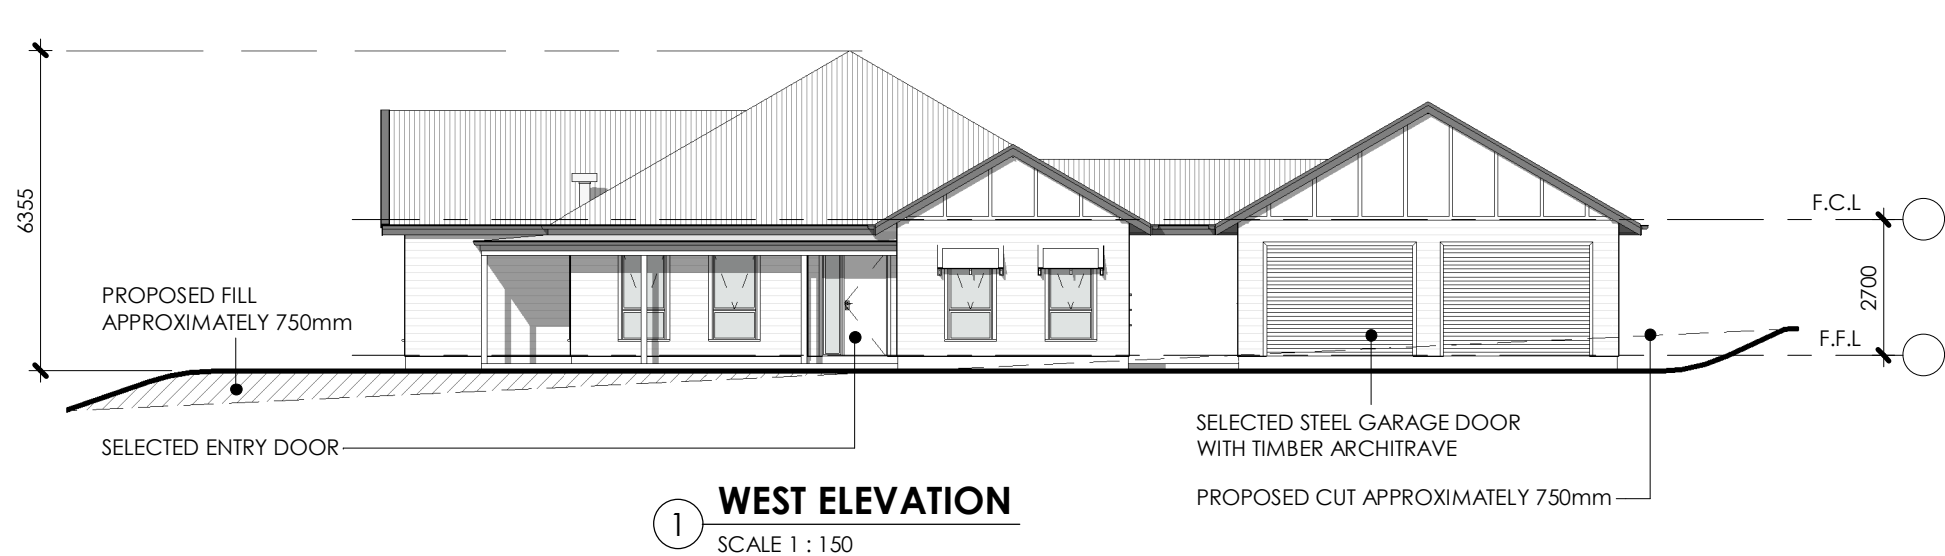 6355
F.C.L
2700
F.F.L
PROPOSED FILL
APPROXIMATELY 750mm
SELECTED ENTRY DOOR
SELECTED STEEL GARAGE DOOR
WITH TIMBER ARCHITRAVE
PROPOSED CUT APPROXIMATELY 750mm
1
WEST ELEVATION
SCALE 1 : 150